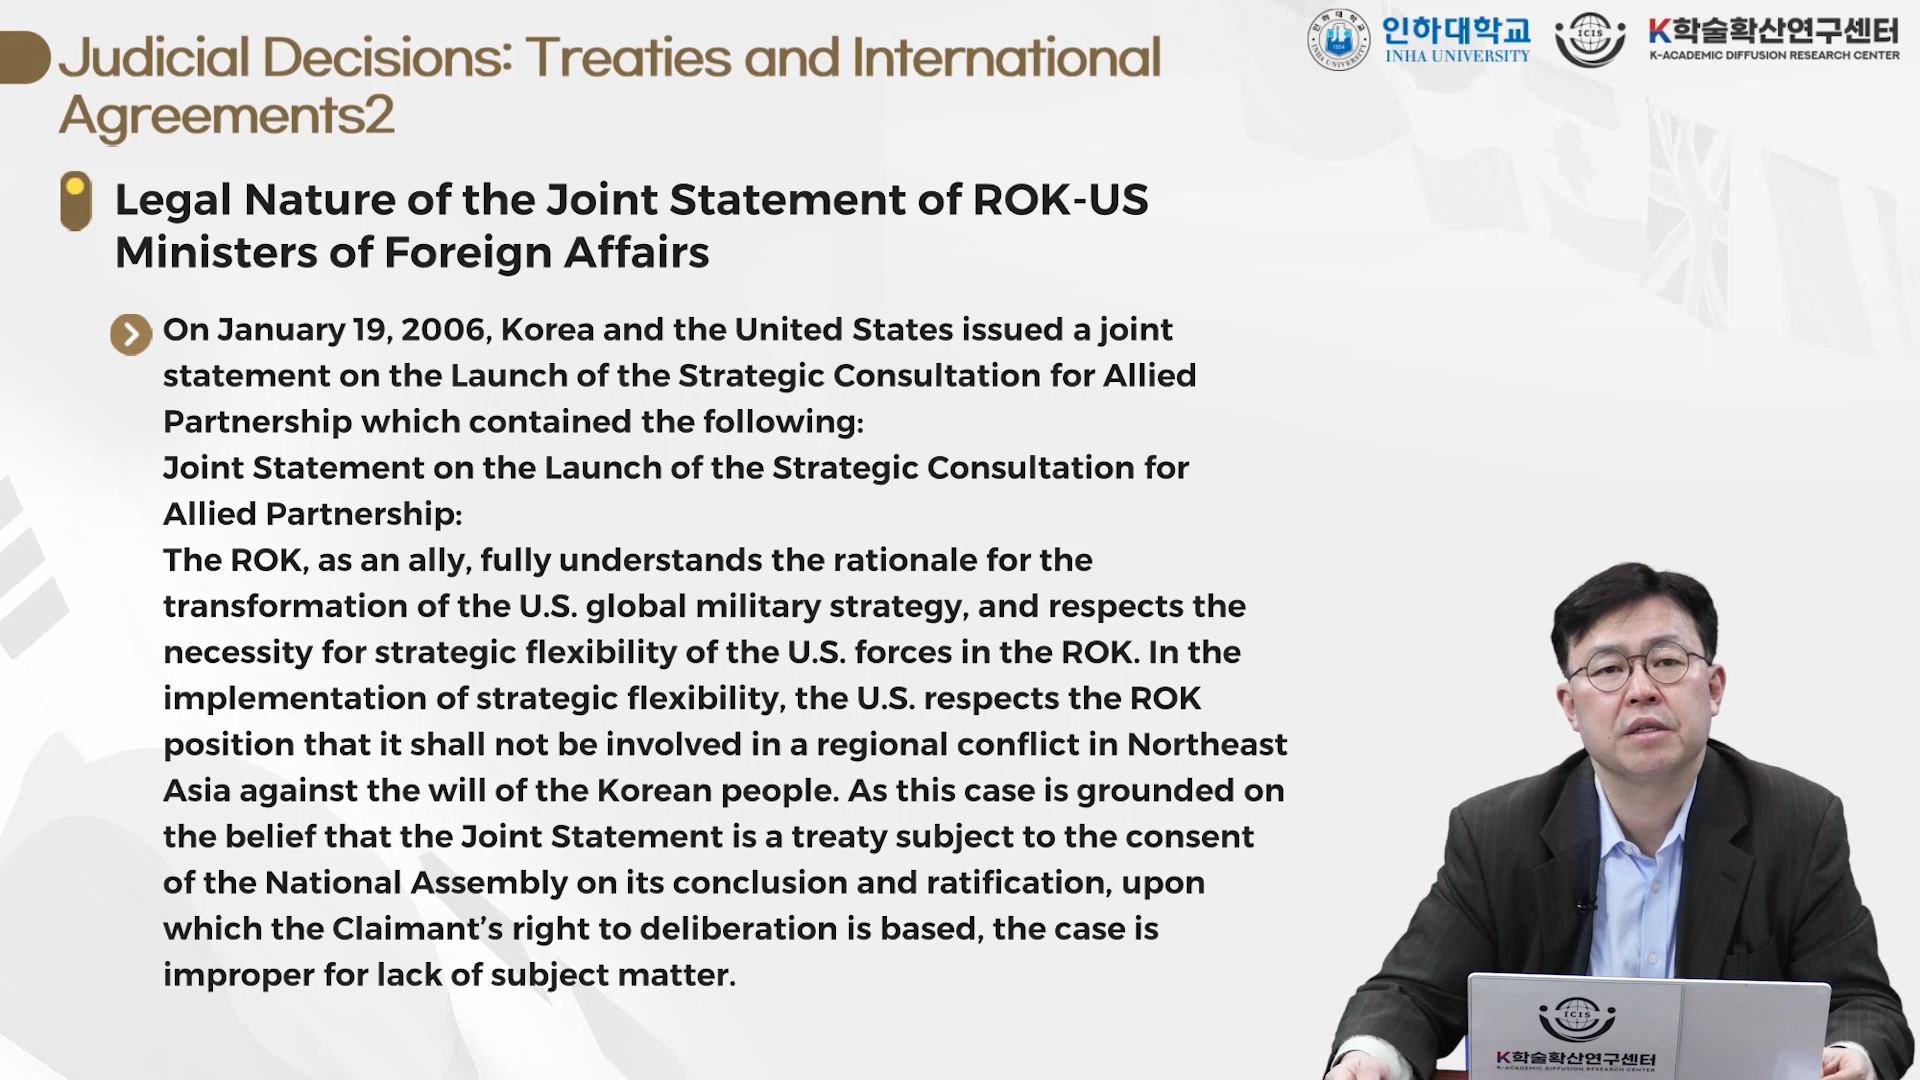 Judicial Decisions: Treaties and International
Agreements2
인하대학교
INHA UNIVERSITY
ICIS
K학술확산연구센터
K-ACADEMIC DIFFUSION RESEARCH CENTER
Legal Nature of the Joint Statement of ROK-US
Ministers of Foreign Affairs
On January 19, 2006, Korea and the United States issued a joint
statement on the Launch of the Strategic Consultation for Allied
Partnership which contained the following:
Joint Statement on the Launch of the Strategic Consultation for
Allied Partnership:
The ROK, as an ally, fully understands the rationale for the
transformation of the U.S. global military strategy, and respects the
necessity for strategic flexibility of the U.S. forces in the ROK. In the
implementation of strategic flexibility, the U.S. respects the ROK
position that it shall not be involved in a regional conflict in Northeast
Asia against the will of the Korean people. As this case is grounded on
the belief that the Joint Statement is a treaty subject to the consent
of the National Assembly on its conclusion and ratification, upon
which the Claimant’s right to deliberation is based, the case is
improper for lack of subject matter.
ICIS
K학술확산연구센터
K-ACADEMIC DIFFUSION RESEARCH CENTER